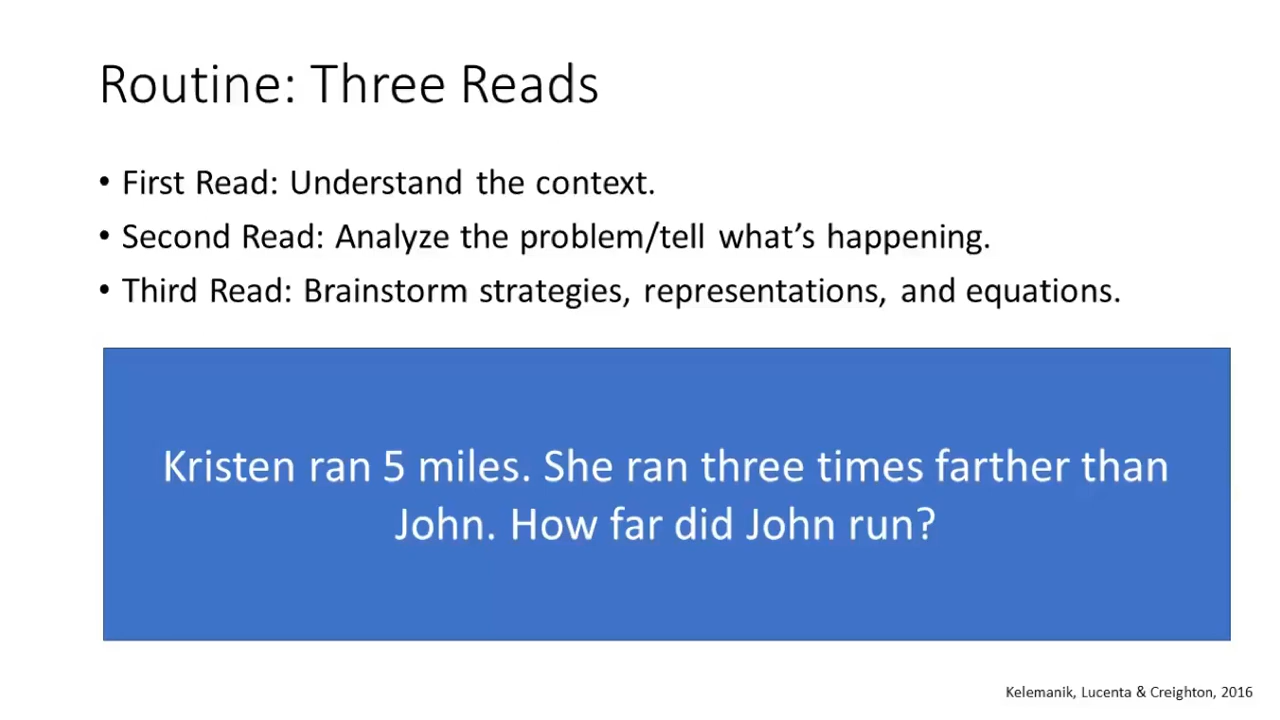 Routine: Three Reads
• First Read: Understand the context.
• Second Read: Analyze the problem/tell what’s happening.
• Third Read: Brainstorm strategies, representations, and equations.
Kristen ran 5 miles. She ran three times farther than
John. How far did John run?
Kelemanik, Lucenta & Creighton, 2016